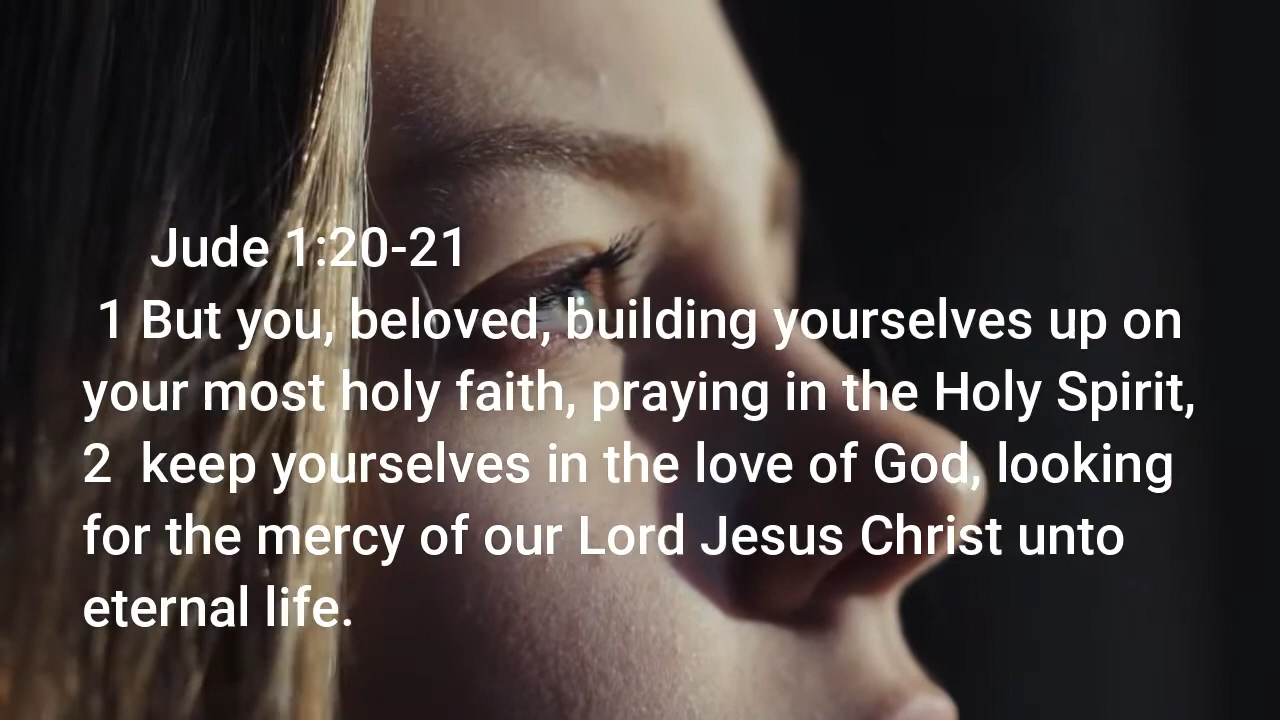 Jude 1:20-21
1 But you, beloved, building yourselves up on
your most holy faith, praying in the Holy Spirit,
2 keep yourselves in the love of God, looking
for the mercy of our Lord Jesus Christ unto
eternal life.